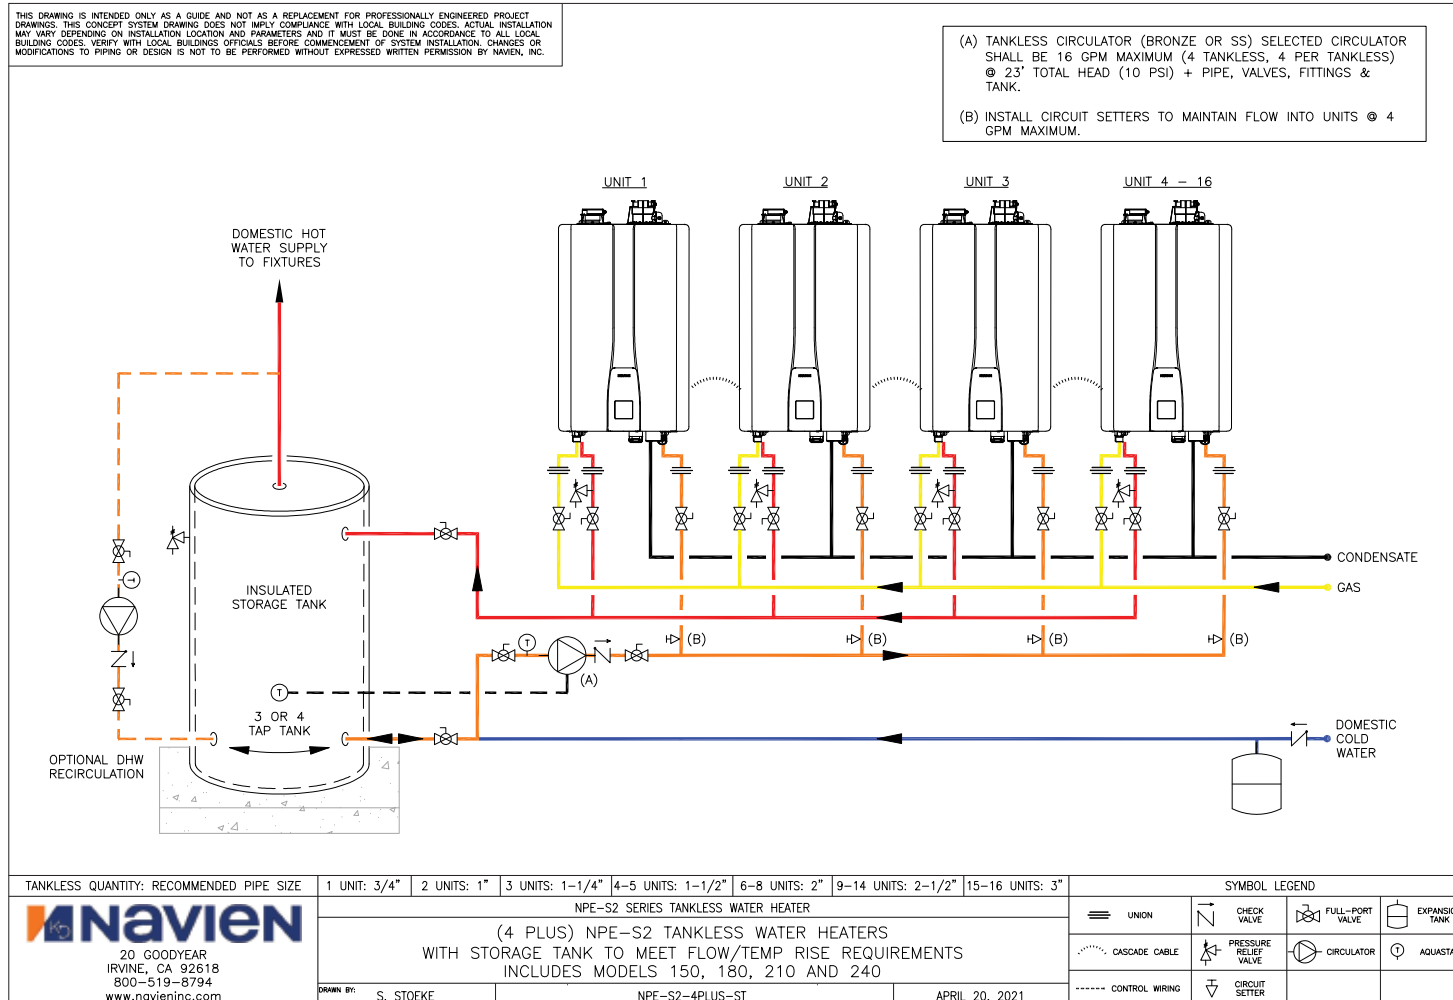 THIS DRAWING IS INTENDED ONLY AS A GUIDE AND NOT AS A REPLACEMENT FOR PROFESSIONALLY ENGINEERED PROJECT
DRAWINGS. THIS CONCEPT SYSTEM DRAWING DOES NOT IMPLY COMPLIANCE WITH LOCAL BUILDING CODES. ACTUAL INSTALLATION
MAY VARY DEPENDING ON INSTALLATION LOCATION AND PARAMETERS AND IT MUST BE DONE IN ACCORDANCE TO ALL LOCAL
BUILDING CODES. VERIFY WITH LOCAL BUILDINGS OFFICIALS BEFORE COMMENCEMENT OF SYSTEM INSTALLATION. CHANGES OR
MODIFICATIONS TO PIPING OR DESIGN IS NOT TO BE PERFORMED WITHOUT EXPRESSED WRITTEN PERMISSION BY NAVIEN, INC.
(A) TANKLESS CIRCULATOR (BRONZE OR SS) SELECTED CIRCULATOR
SHALL BE 16 GPM MAXIMUM (4 TANKLESS, 4 PER TANKLESS)
@ 23' TOTAL HEAD (10 PSI) + PIPE, VALVES, FITTINGS &
TANK.
(B) INSTALL CIRCUIT SETTERS TO MAINTAIN FLOW INTO UNITS @ 4
GPM MAXIMUM.
UNIT 1
UNIT 2
UNIT 3
UNIT 4 – 16
DOMESTIC HOT
WATER SUPPLY
TO FIXTURES
CONDENSATE
GAS
T
INSULATED
STORAGE TANK
T
(A)
(B)
(B)
(B)
(B)
T
3 OR 4
TAP TANK
DOMESTIC
COLD
WATER
OPTIONAL DHW
RECIRCULATION
TANKLESS QUANTITY: RECOMMENDED PIPE SIZE
1 UNIT: 3/4"
2 UNITS: 1"
3 UNITS: 1-1/4"
4-5 UNITS: 1-1/2"
6-8 UNITS: 2"
9-14 UNITS: 2-1/2"
15-16 UNITS: 3"
SYMBOL LEGEND
KD NAVIEN
20 GOODYEAR
IRVINE, CA 92618
800-519-8794
www.navieninc.com
NPE-S2 SERIES TANKLESS WATER HEATER
(4 PLUS) NPE-S2 TANKLESS WATER HEATERS
WITH STORAGE TANK TO MEET FLOW/TEMP RISE REQUIREMENTS
INCLUDES MODELS 150, 180, 210 AND 240
DRAWN BY:
S. STOEKE
NPE-S2-4PLUS-ST
APRIL 20, 2021
UNION
CHECK
VALVE
FULL-PORT
VALVE
EXPANSIO
TANK
CASCADE CABLE
PRESSURE
RELIEF
VALVE
CIRCULATOR
T
AQUASTA
CONTROL WIRING
CIRCUIT
SETTER